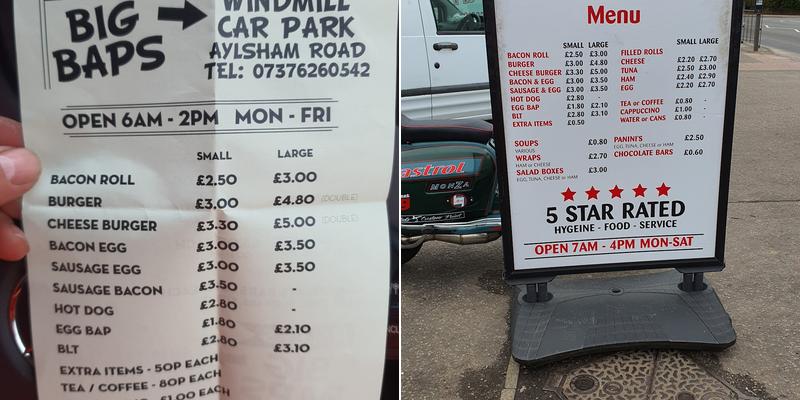 BIG
BAPS
WINDMILL
CAR PARK
AYLSHAM ROAD
TEL: 07376260542
OPEN 6AM - 2PM MON - FRI
SMALL LARGE
BACON ROLL £2.50 £3.00
BURGER £3.00 £4.80 (DOUBLE)
CHEESE BURGER £3.30 £5.00 (DOUBLE)
BACON EGG £3.00 £3.50
SAUSAGE EGG £3.00 £3.50
SAUSAGE BACON £3.50 -
HOT DOG £2.80 -
EGG BAP £1.80 £2.10
BLT £2.80 £3.10
EXTRA ITEMS - 50P EACH
TEA / COFFEE - 80P EACH
£1.00 EACH
Menu
SMALL LARGE
BACON ROLL £2.50 £3.00
BURGER £3.00 £4.80
CHEESE BURGER £3.30 £5.00
BACON & EGG £3.00 £3.50
SAUSAGE & EGG £3.00 £3.50
HOT DOG £2.80 -
EGG BAP £1.80 £2.10
BLT £2.80 £3.10
EXTRA ITEMS £0.50
SOUPS £0.80
VARIOUS
WRAPS £2.70
HAM or CHEESE
SALAD BOXES £3.00
EGG, TUNA, CHEESE or HAM
SMALL LARGE
FILLED ROLLS
CHEESE £2.20 £2.70
TUNA £2.50 £3.00
HAM £2.40 £2.90
EGG £2.20 £2.70
TEA or COFFEE £0.80 -
CAPPUCCINO £1.00 -
WATER or CANS £0.80 -
PANINI'S £2.50
EGG, TUNA, CHEESE or HAM
CHOCOLATE BARS £0.60
5 STAR RATED
HYGEINE - FOOD - SERVICE
OPEN 7AM - 4PM MON-SAT
Castrol
MONZA